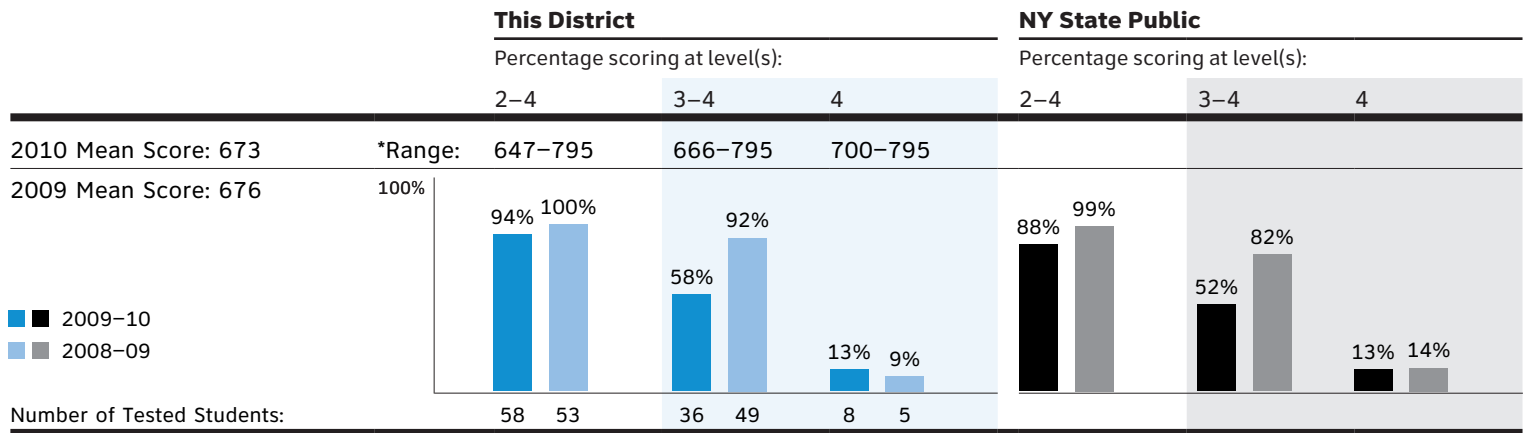 This District NY State Public
Percentage scoring at level(s): Percentage scoring at level(s):
2–4 3–4 4 2–4 3–4 4
2010 Mean Score: 673 *Range: 647–795 666–795 700–795
2009 Mean Score: 676 100%
94% 100% 92% 58% 13% 9% 88% 99% 82% 52% 13% 14%
2009–10
2008–09
Number of Tested Students: 58 53 36 49 8 5